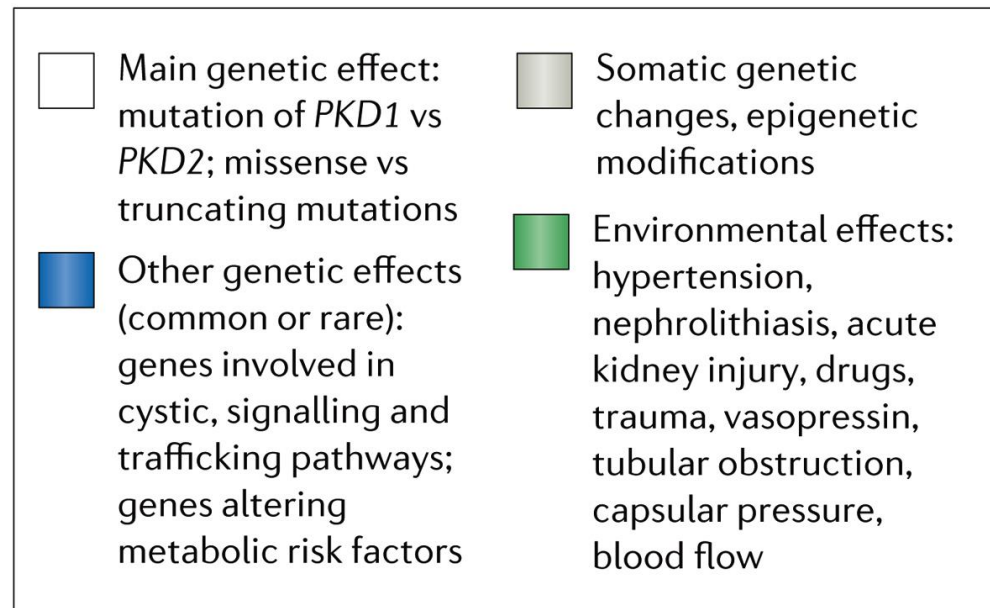 Main genetic effect:
mutation of PKD1 vs
PKD2; missense vs
truncating mutations
Other genetic effects
(common or rare):
genes involved in
cystic, signalling and
trafficking pathways;
genes altering
metabolic risk factors
Somatic genetic
changes, epigenetic
modifications
Environmental effects:
hypertension,
nephrolithiasis, acute
kidney injury, drugs,
trauma, vasopressin,
tubular obstruction,
capsular pressure,
blood flow